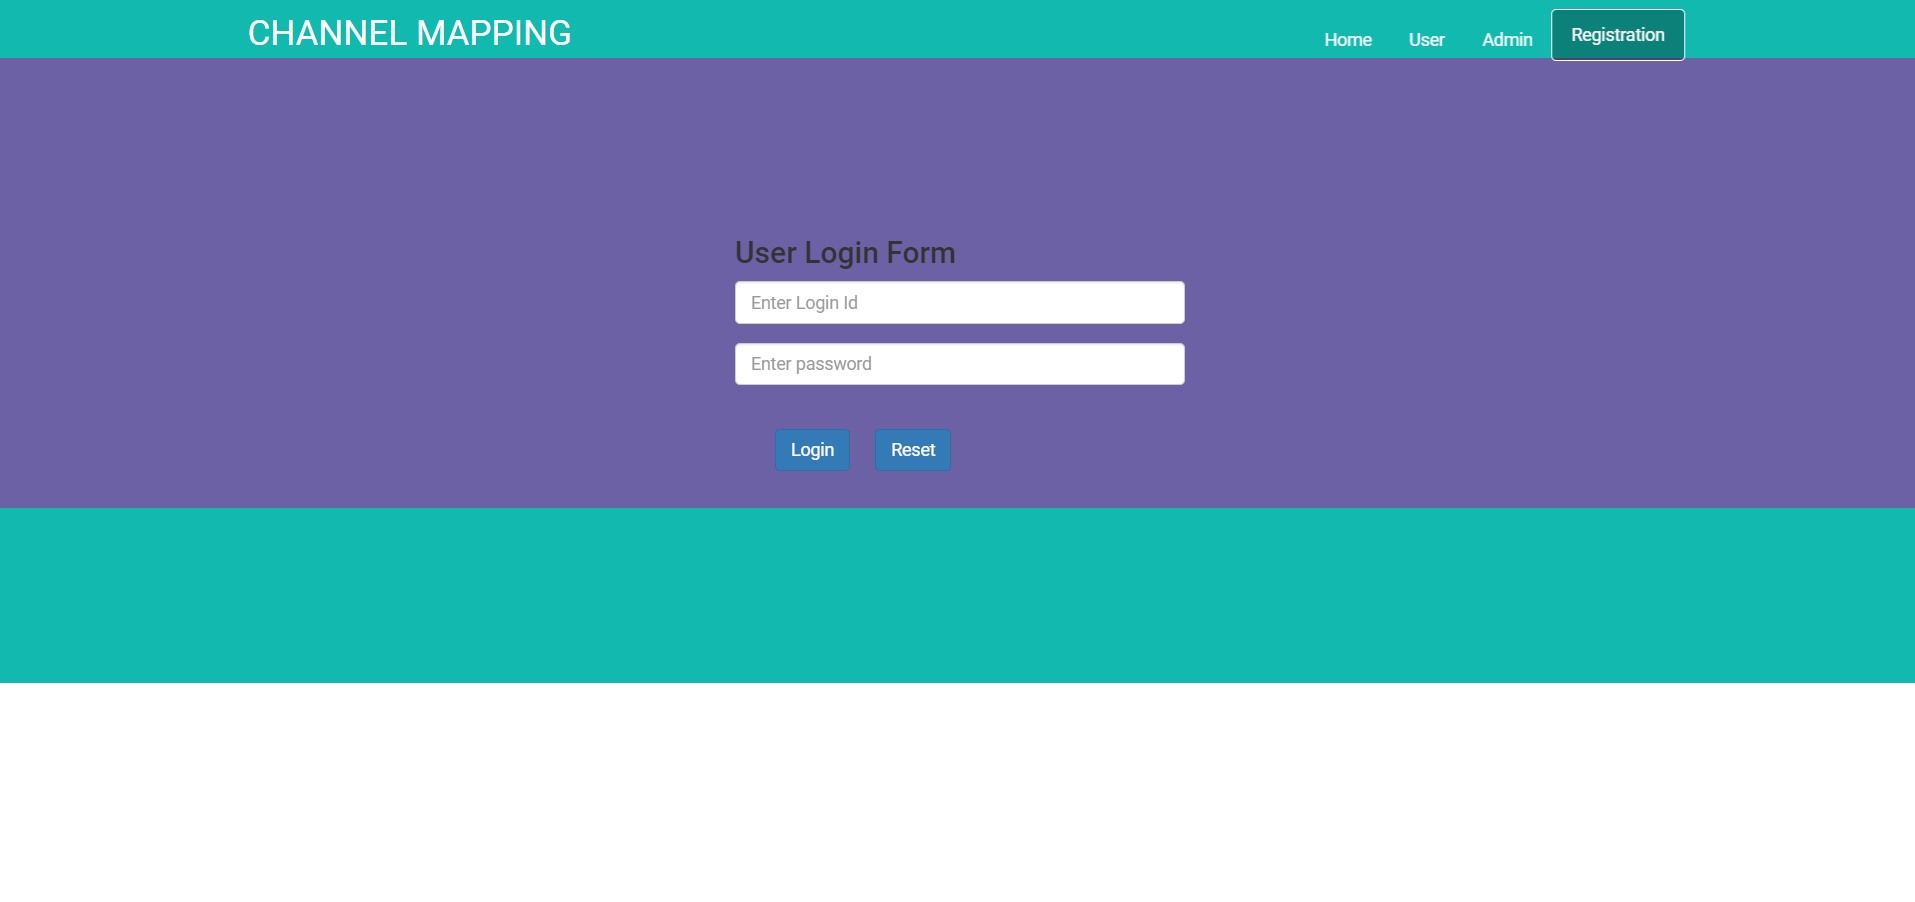 CHANNEL MAPPING
Home User Admin Registration
User Login Form
Enter Login Id
Enter password
Login Reset